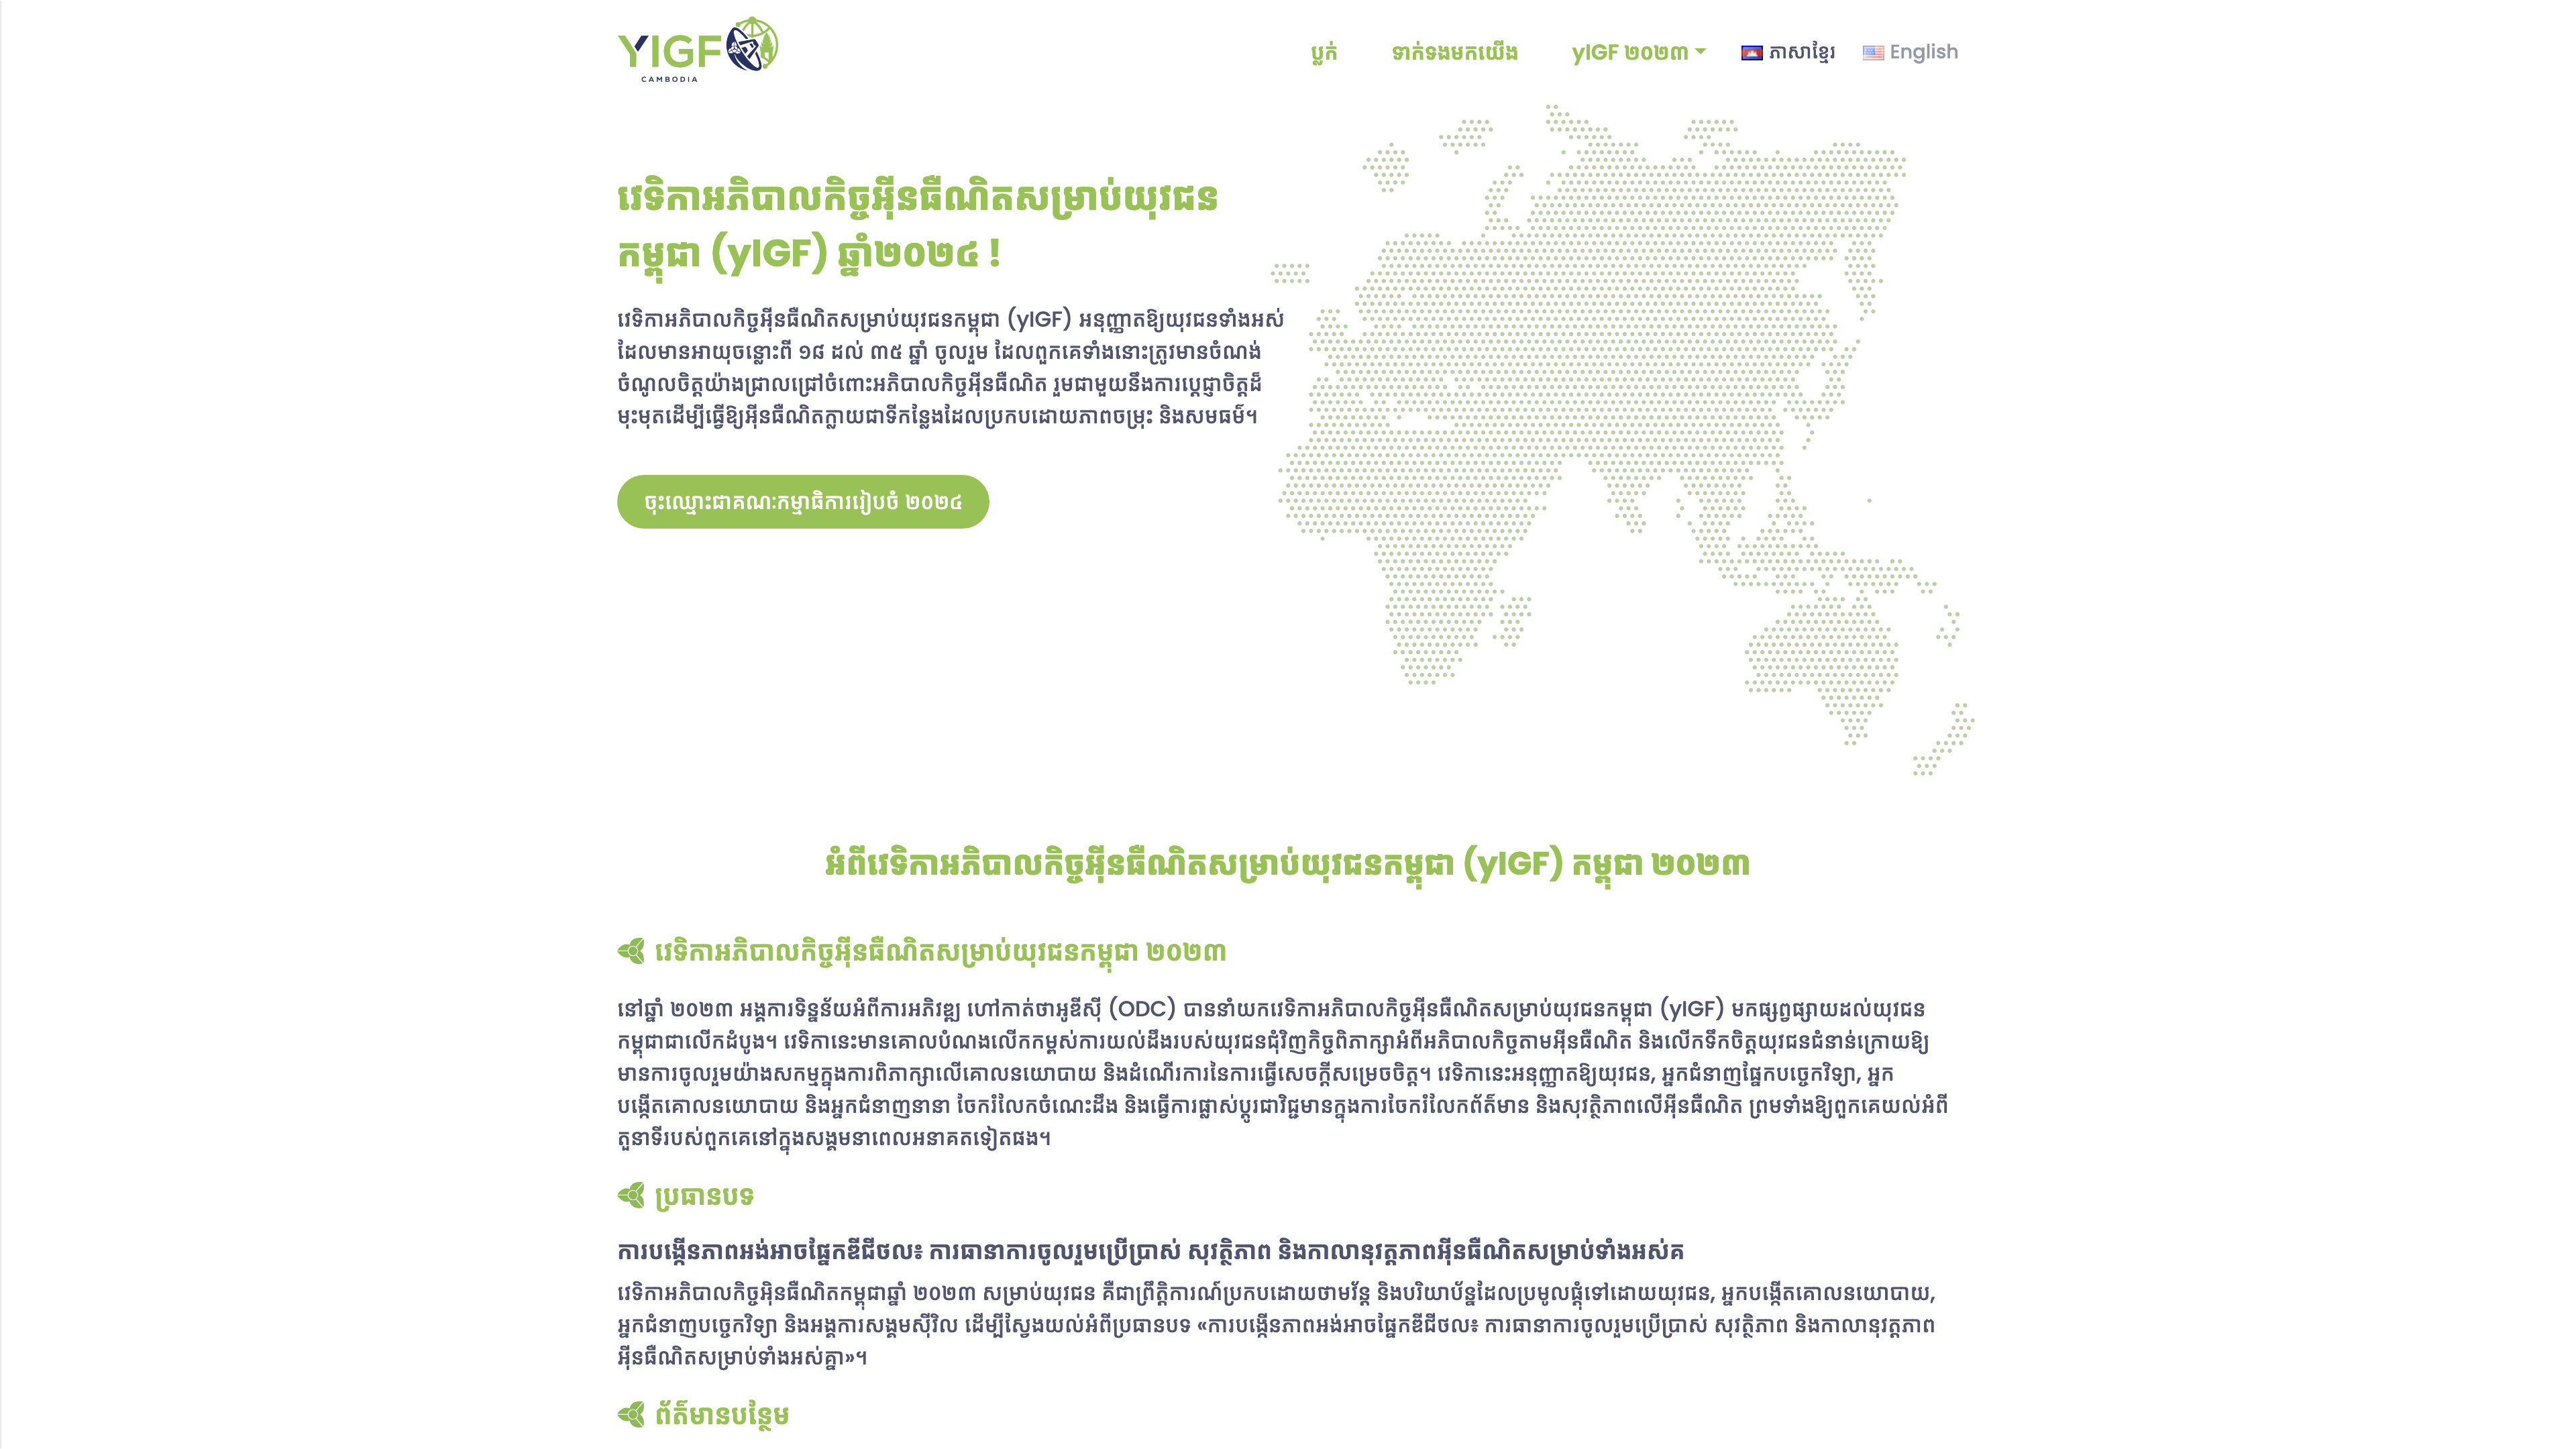 YIGF
CAMBODIA
ប្លក់
ទាក់ទងមកយើង
yIGF ២០២៣
ភាសាខ្មែរ
English
វេទិកាអភិបាលកិច្ចអ៊ីនធឺណិតសម្រាប់យុវជន
កម្ពុជា (yIGF) ឆ្នាំ២០២៤ !
វេទិកាអភិបាលកិច្ចអ៊ីនធឺណិតសម្រាប់យុវជនកម្ពុជា (yIGF) អនុញ្ញាតឱ្យយុវជនទាំងអស់
ដែលមានអាយុចន្លោះពី ១៨ ដល់ ៣៥ ឆ្នាំ ចូលរួម ដែលពួកគេទាំងនោះត្រូវមានចំណង់
ចំណូលចិត្តយ៉ាងជ្រាលជ្រៅចំពោះអភិបាលកិច្ចអ៊ីនធឺណិត រួមជាមួយនឹងការប្តេជ្ញាចិត្តដ៏
មុះមុតដើម្បីធ្វើឱ្យអ៊ីនធឺណិតក្លាយជាទីកន្លែងដែលប្រកបដោយភាពចម្រុះ និងសមធម៌។
ចុះឈ្មោះជាគណៈកម្មាធិការរៀបចំ ២០២៤
អំពីវេទិកាអភិបាលកិច្ចអ៊ីនធឺណិតសម្រាប់យុវជនកម្ពុជា (yIGF) កម្ពុជា ២០២៣
វេទិកាអភិបាលកិច្ចអ៊ីនធឺណិតសម្រាប់យុវជនកម្ពុជា ២០២៣
នៅឆ្នាំ ២០២៣ អង្គការទិន្នន័យអំពីការអភិវឌ្ឍ ហៅកាត់ថាអូឌីស៊ី (ODC) បាននាំយកវេទិកាអភិបាលកិច្ចអ៊ីនធឺណិតសម្រាប់យុវជនកម្ពុជា (yIGF) មកផ្សព្វផ្សាយដល់យុវជន
កម្ពុជាជាលើកដំបូង។ វេទិកានេះមានគោលបំណងលើកកម្ពស់ការយល់ដឹងរបស់យុវជនជុំវិញកិច្ចពិភាក្សាអំពីអភិបាលកិច្ចតាមអ៊ីនធឺណិត និងលើកទឹកចិត្តយុវជនជំនាន់ក្រោយឱ្យ
មានការចូលរួមយ៉ាងសកម្មក្នុងការពិភាក្សាលើគោលនយោបាយ និងដំណើរការនៃការធ្វើសេចក្តីសម្រេចចិត្ត។ វេទិកានេះអនុញ្ញាតឱ្យយុវជន, អ្នកជំនាញផ្នែកបច្ចេកវិទ្យា, អ្នក
បង្កើតគោលនយោបាយ និងអ្នកជំនាញនានា ចែករំលែកចំណេះដឹង និងធ្វើការផ្លាស់ប្តូរជាវិជ្ជមានក្នុងការចែករំលែកព័ត៌មាន និងសុវត្ថិភាពលើអ៊ីនធឺណិត ព្រមទាំងឱ្យពួកគេយល់អំពី
តួនាទីរបស់ពួកគេនៅក្នុងសង្គមនាពេលអនាគតទៀតផង។
ប្រធានបទ
ការបង្កើនភាពអង់អាចផ្នែកឌីជីថល៖ ការធានាការចូលរួមប្រើប្រាស់ សុវត្ថិភាព និងកាលានុវត្តភាពអ៊ីនធឺណិតសម្រាប់ទាំងអស់គ
វេទិកាអភិបាលកិច្ចអ៊ិនធឺណិតកម្ពុជាឆ្នាំ ២០២៣ សម្រាប់យុវជន គឺជាព្រឹត្តិការណ៍ប្រកបដោយថាមវ័ន្ត និងបរិយាប័ន្នដែលប្រមូលផ្តុំទៅដោយយុវជន, អ្នកបង្កើតគោលនយោបាយ,
អ្នកជំនាញបច្ចេកវិទ្យា និងអង្គការសង្គមស៊ីវិល ដើម្បីស្វែងយល់អំពីប្រធានបទ «ការបង្កើនភាពអង់អាចផ្នែកឌីជីថល៖ ការធានាការចូលរួមប្រើប្រាស់ សុវត្ថិភាព និងកាលានុវត្តភាព
អ៊ីនធឺណិតសម្រាប់ទាំងអស់គ្នា»។
ព័ត៌មានបន្ថែម